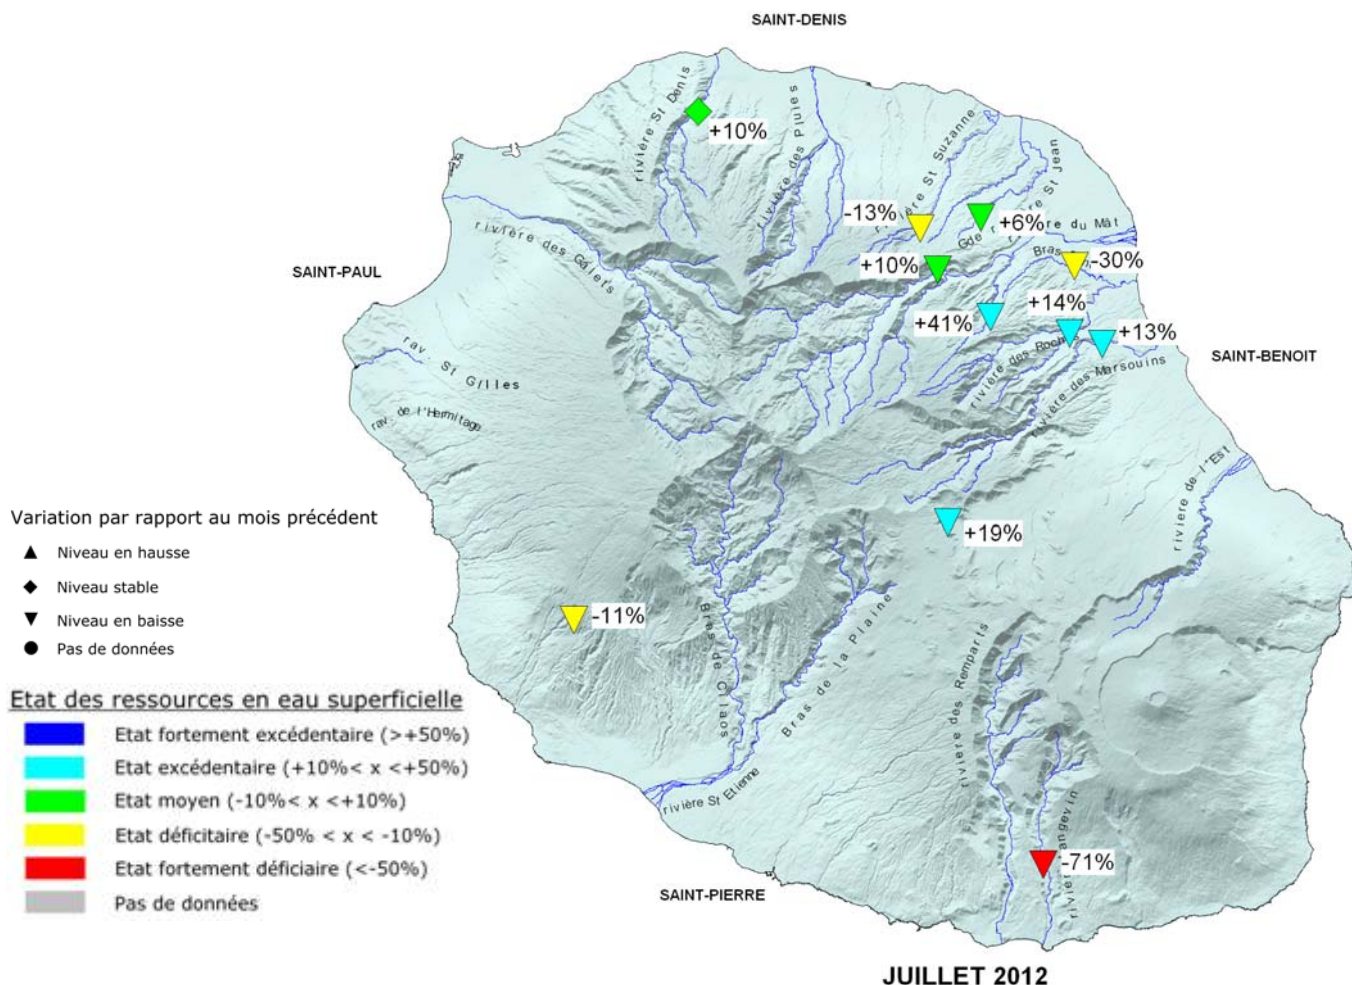 SAINT-DENIS
rivière St Denis
+10%
rivière des Pluies
rivière St Suzanne
rivière St Jean
-13%
+6%
Gde
rivière du Mât
rivière des Galets
SAINT-PAUL
+10%
Bras
-30%
+14%
+41%
+13%
SAINT-BENOIT
rav. St Gilles
rivière des Roches
rivière des Marsouins
rav. de l'Hermitage
rivière de l'Est
Variation par rapport au mois précédent
Niveau en hausse
Niveau stable
Niveau en baisse
Pas de données
+19%
-11%
Bras de Cilaos
Bras de la Plaine
rivière des Remparts
Etat des ressources en eau superficielle
Etat fortement excédentaire (>+50%)
Etat excédentaire (+10%< x <+50%)
Etat moyen (-10%< x <+10%)
Etat déficitaire (-50% < x < -10%)
Etat fortement déficiaire (<-50%)
Pas de données
rivière St Etienne
rivière Langevin
-71%
SAINT-PIERRE
JUILLET 2012